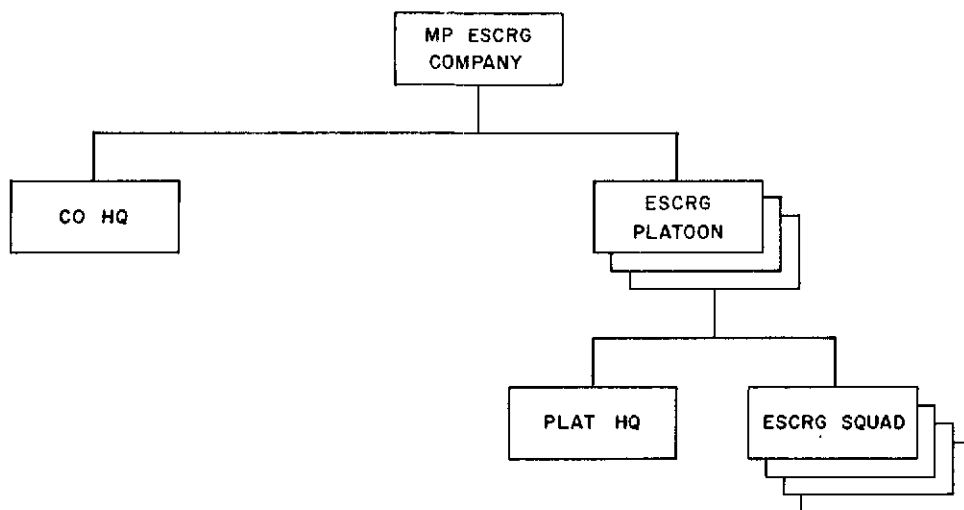 MP ESCRG
COMPANY
CO HQ
ESCRG
PLATOON
PLAT HQ
ESCRG SQUAD